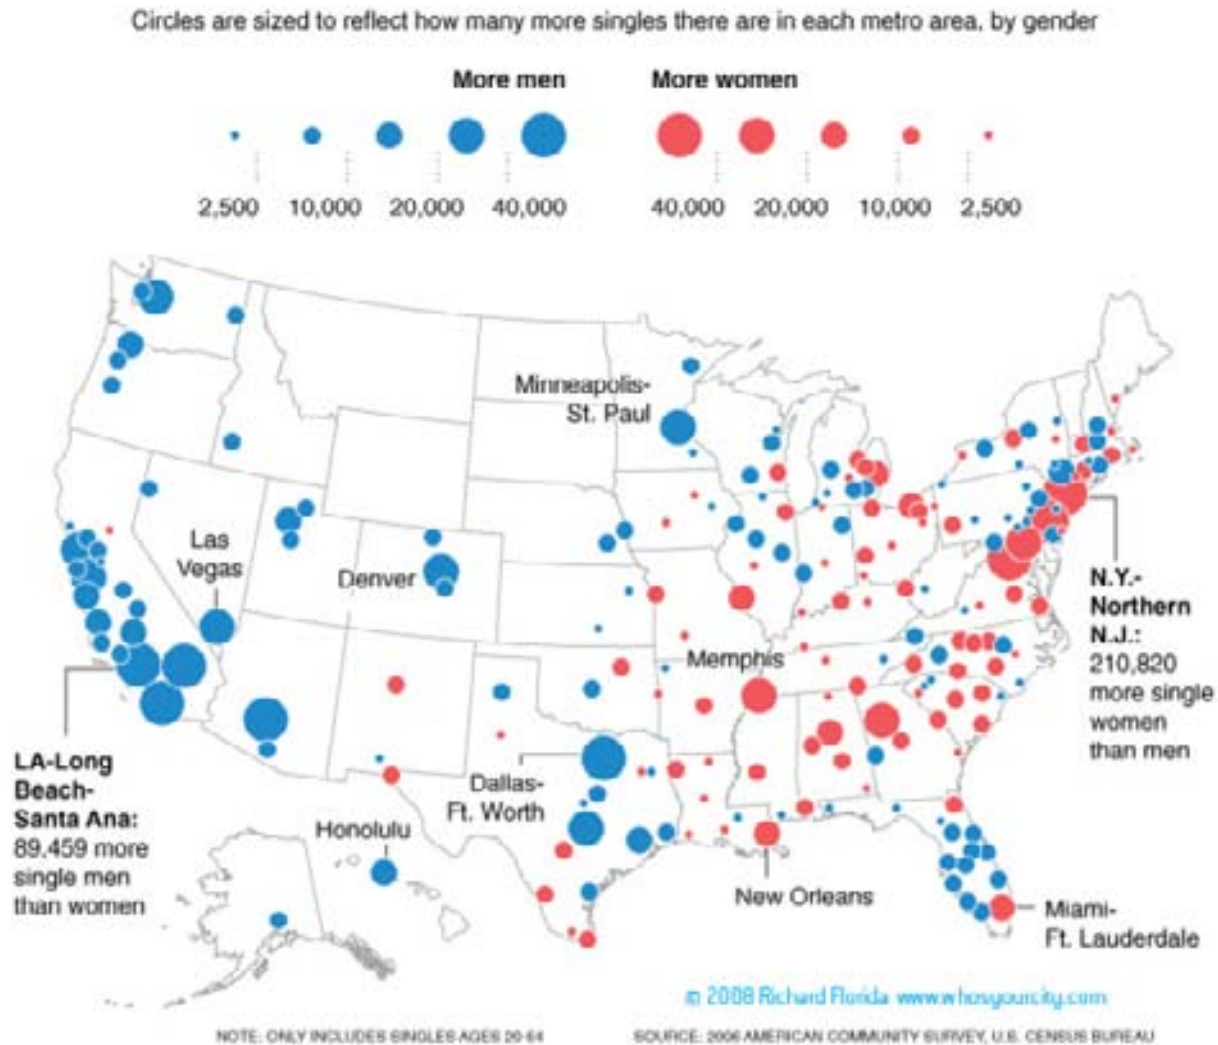 Circles are sized to reflect how many more singles there are in each metro area, by gender
More men
More women
2,500 10,000 20,000 40,000
40,000 20,000 10,000 2,500
Minneapolis-
St. Paul
Las
Vegas
Denver
Memphis
N.Y.-
Northern
N.J.:
210,820
more single
women
than men
LA-Long
Beach-
Santa Ana:
89,459 more
single men
than women
Dallas-
Ft. Worth
Honolulu
New Orleans
Miami-
Ft. Lauderdale
© 2008 Richard Florida www.whosyourcity.com
NOTE: ONLY INCLUDES SINGLES AGES 20-64
SOURCE: 2006 AMERICAN COMMUNITY SURVEY, U.S. CENSUS BUREAU